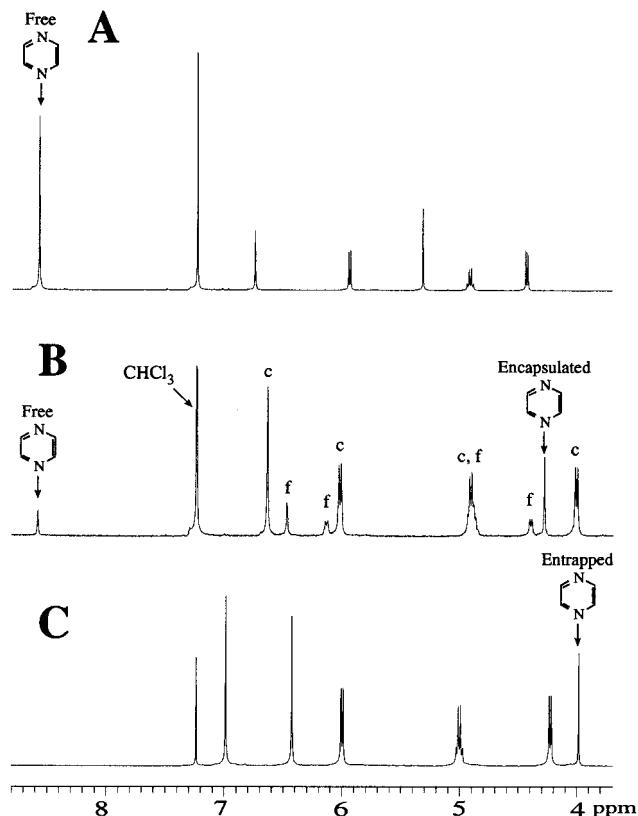 Free
A
N
N
B
CHCl3
c
Encapsulated
N
N
Free
N
N
c
c, f
c
f
f
f
Entrapped
N
N
C
8 7 6 5 4 ppm